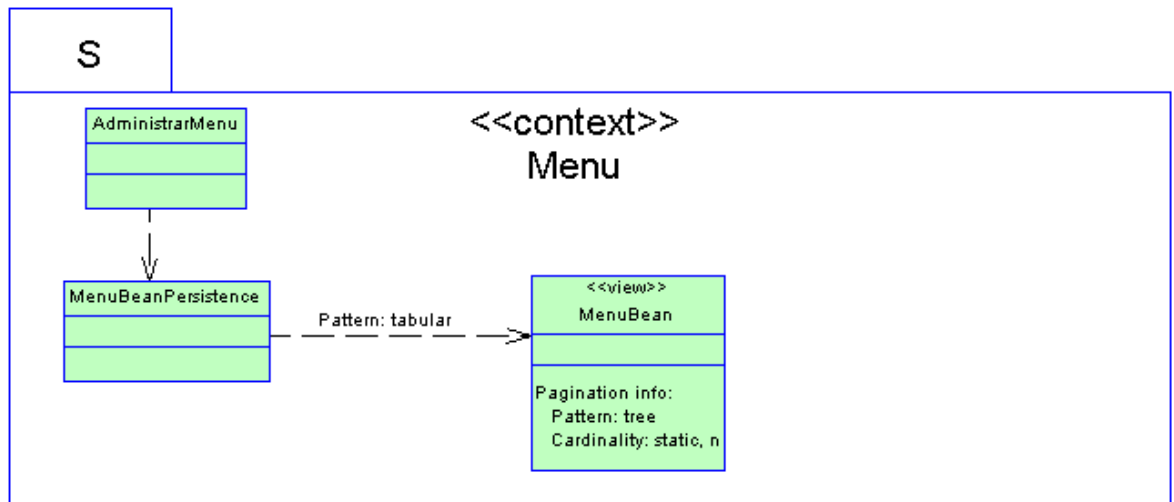 S
<<context>>
Menu
AdministrarMenu
MenuBeanPersistence
Pattern: tabular
<<view>>
MenuBean
Pagination info:
Pattern: tree
Cardinality: static, n